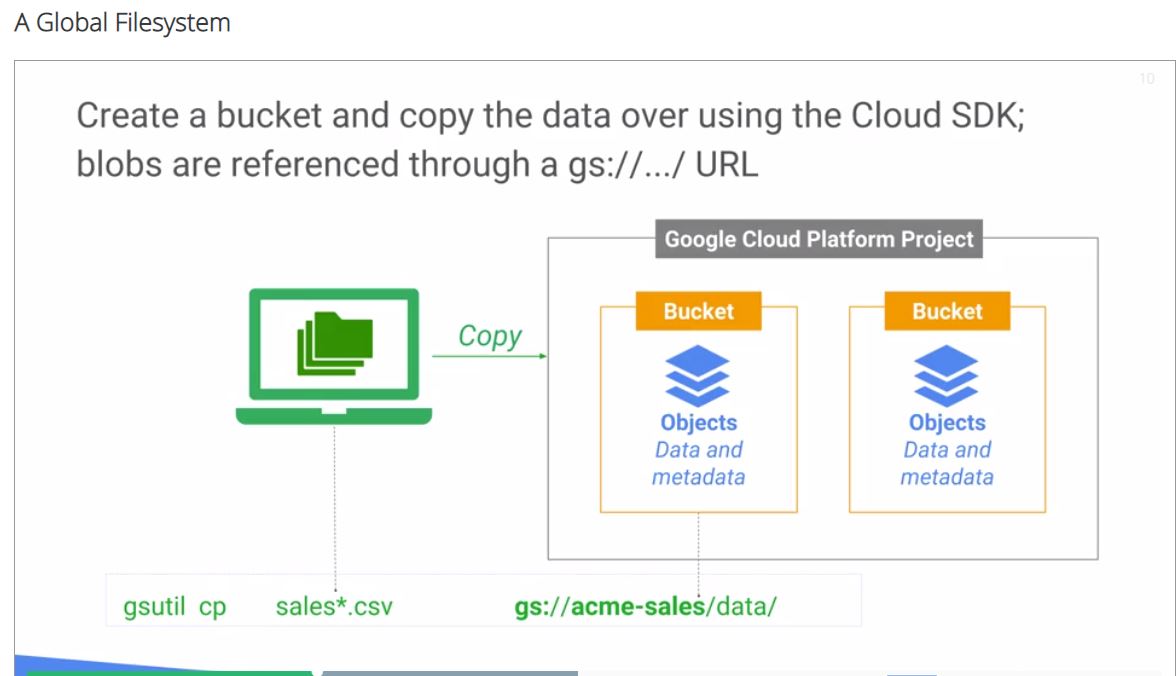 A Global Filesystem
10
Create a bucket and copy the data over using the Cloud SDK;
blobs are referenced through a gs://.../ URL
Google Cloud Platform Project
Bucket
Bucket
Copy
Objects
Data and
metadata
Objects
Data and
metadata
gsutil cp sales*.csv gs://acme-sales/data/